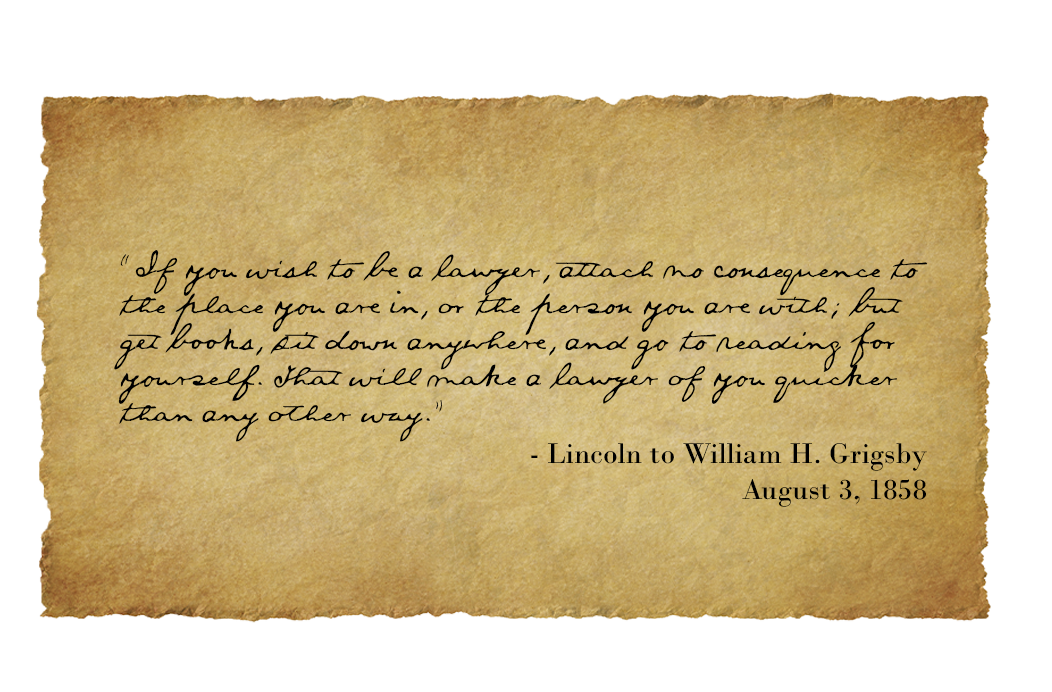 "If you wish to be a lawyer, attach no consequence to
the place you are in, or the person you are with; but
get books, sit down anywhere, and go to reading for
yourself. That will make a lawyer of you quicker
than any other way."
- Lincoln to William H. Grigsby
August 3, 1858